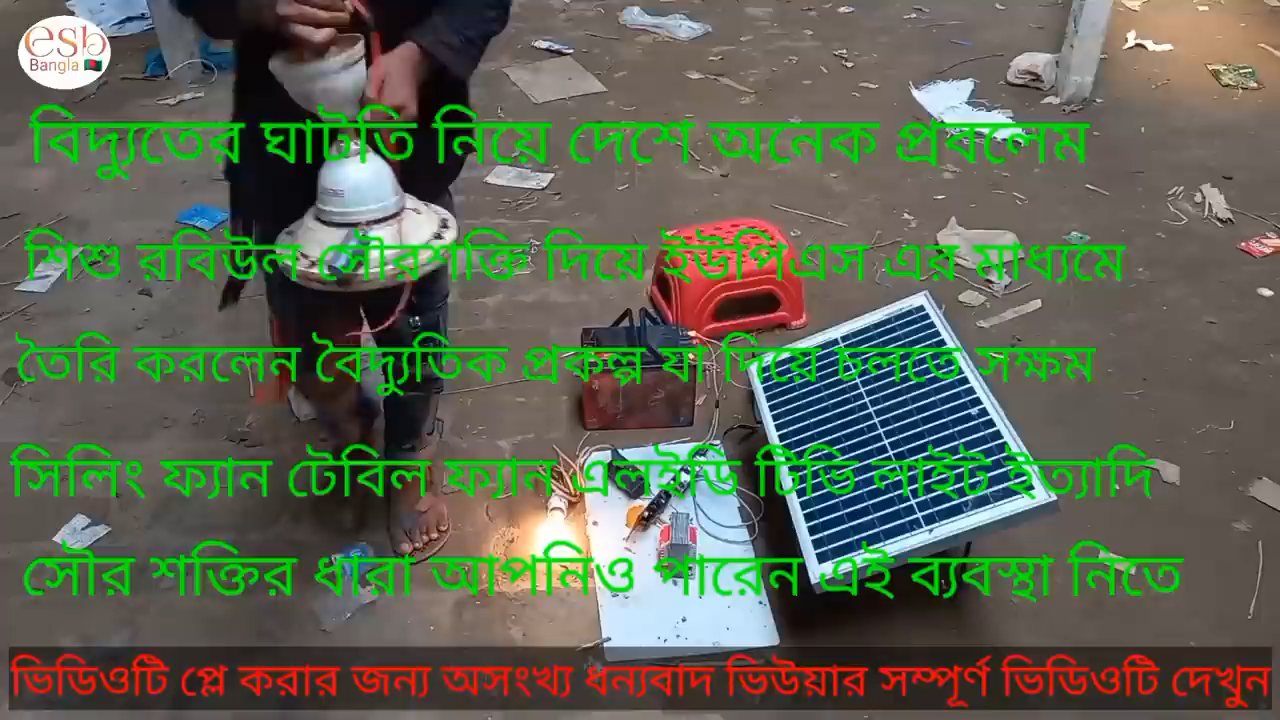 esb
Bangla
বিদ্যুতের ঘাটতি নিয়ে দেশে অনেক প্রবলেম
শিশু রবিউল সৌরশক্তি দিয়ে ইউপিএস এর মাধ্যমে
তৈরি করলেন বৈদ্যুতিক প্রকল্প যা দিয়ে চলতে সক্ষম
সিলিং ফ্যান টেবিল ফ্যান এলইডি টিভি লাইট ইত্যাদি
সৌর শক্তির ধারা আপনিও পারেন এই ব্যবস্থা নিতে
ভিডিওটি প্লে করার জন্য অসংখ্য ধন্যবাদ ভিউয়ার সম্পূর্ণ ভিডিওটি দেখুন